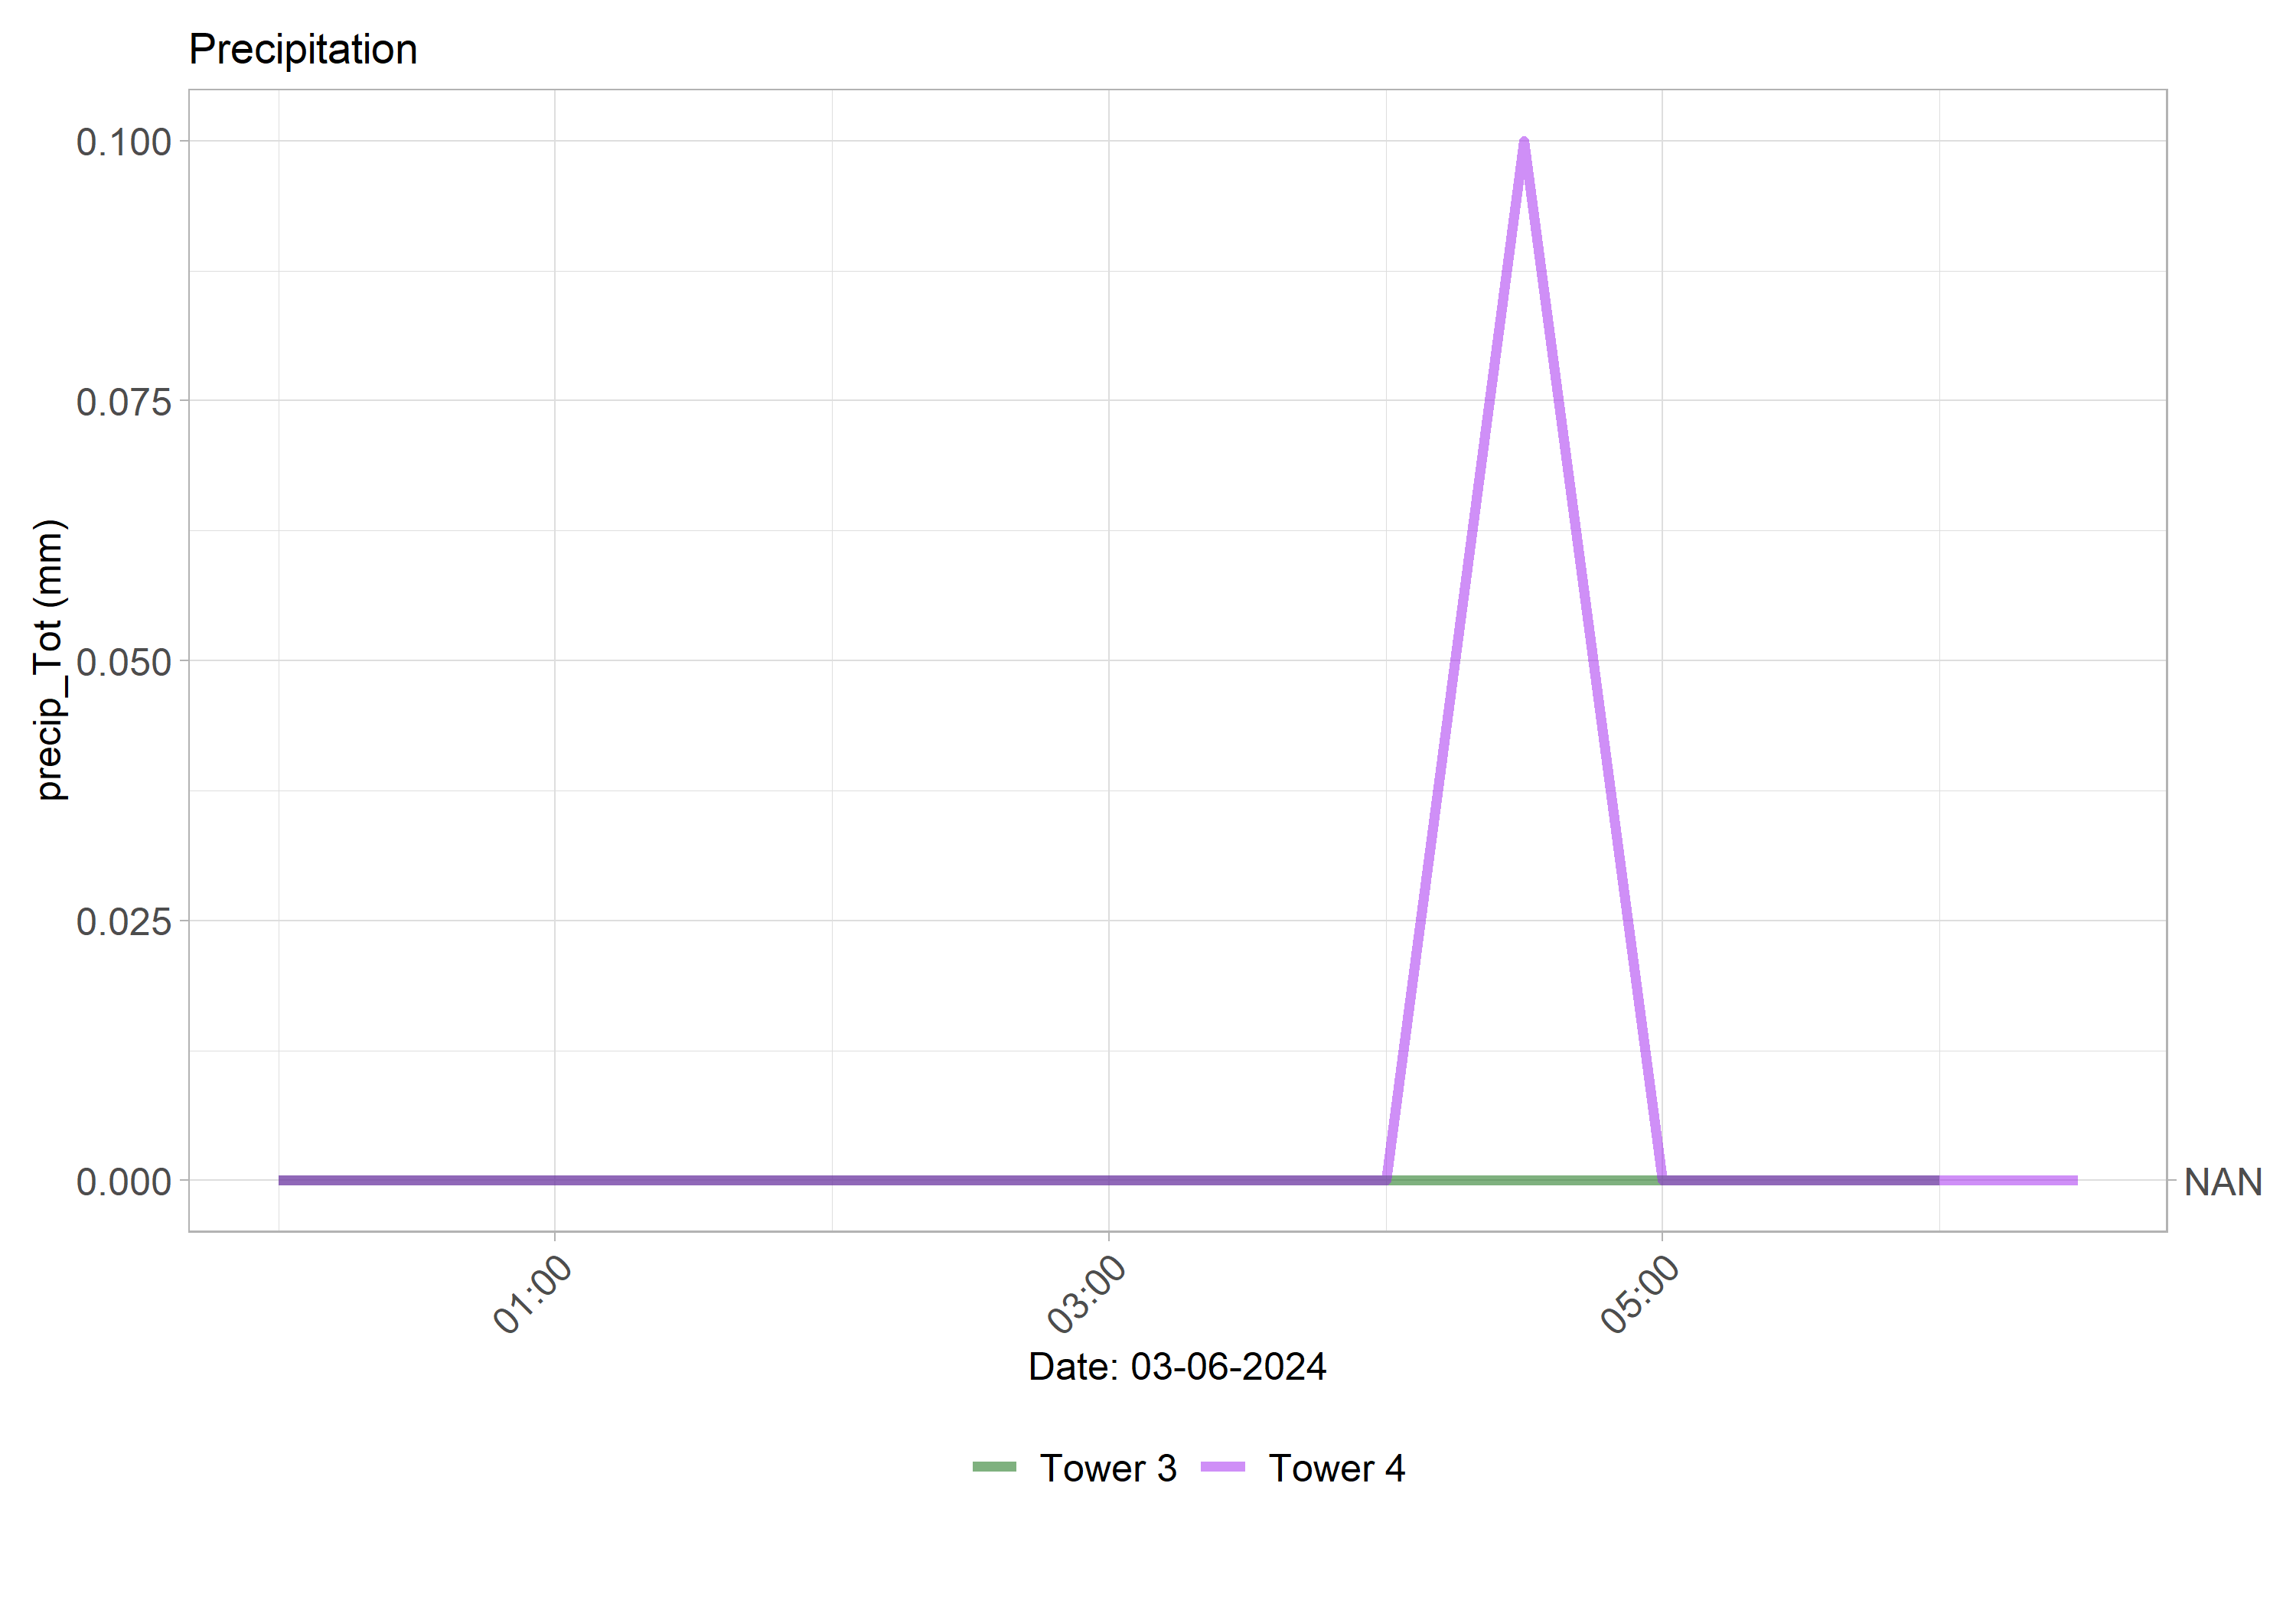 Precipitation
precip_Tot (mm)
0.100
0.075
0.050
0.025
0.000
NAN
01:00
03:00
05:00
Date: 03-06-2024
Tower 3
Tower 4